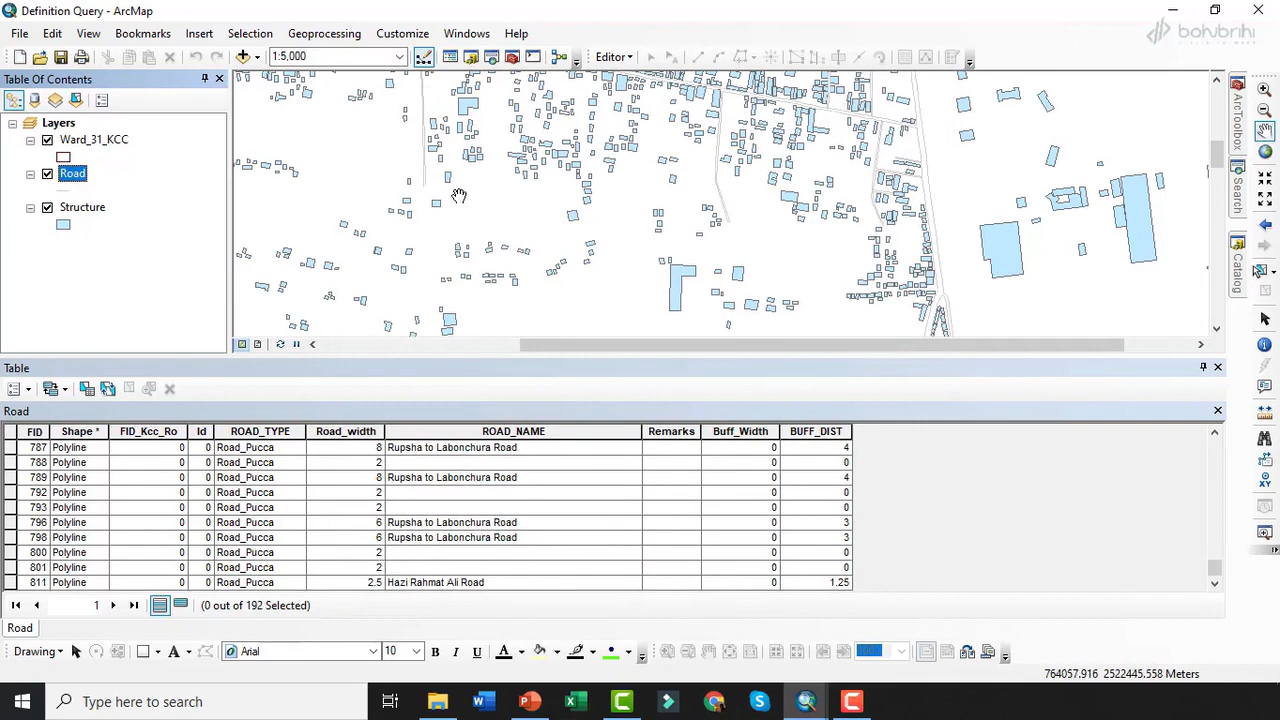 Definition Query - ArcMap
File Edit View Bookmarks Insert Selection Geoprocessing Customize Windows Help
bohubrihi
1:5,000 Editor
Table Of Contents
Layers
Ward_31_KCC
Road
Structure
ArcToolbox
Search
Catalog
Table
Road
FID Shape * FID_Kcc_Ro Id ROAD_TYPE Road_width ROAD_NAME Remarks Buff_Width BUFF_DIST
787 Polyline 0 0 Road_Pucca 8 Rupsha to Labonchura Road 0 4
788 Polyline 0 0 Road_Pucca 2 0 0
789 Polyline 0 0 Road_Pucca 8 Rupsha to Labonchura Road 0 4
792 Polyline 0 0 Road_Pucca 2 0 0
793 Polyline 0 0 Road_Pucca 2 0 0
796 Polyline 0 0 Road_Pucca 6 Rupsha to Labonchura Road 0 3
798 Polyline 0 0 Road_Pucca 6 Rupsha to Labonchura Road 0 3
800 Polyline 0 0 Road_Pucca 2 0 0
801 Polyline 0 0 Road_Pucca 2 0 0
811 Polyline 0 0 Road_Pucca 2.5 Hazi Rahmat Ali Road 0 1.25
1 (0 out of 192 Selected)
Road
Drawing A Arial 10 B I U A
764057.916 2522445.558 Meters
Type here to search